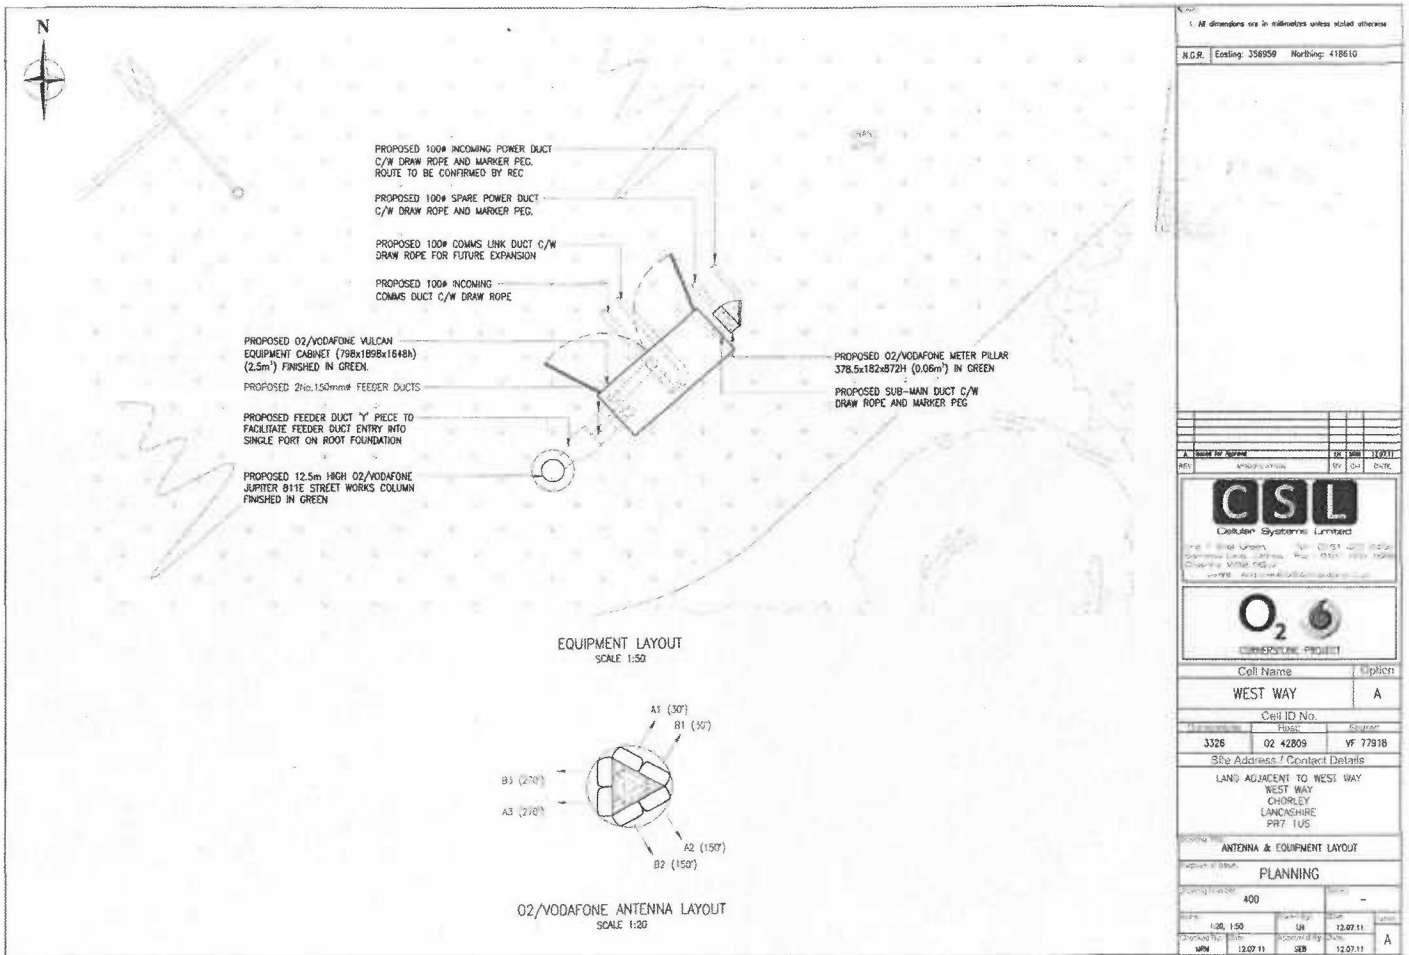 N
PROPOSED 100ø INCOMING POWER DUCT
C/W DRAW ROPE AND MARKER PEG.
ROUTE TO BE CONFIRMED BY REC
PROPOSED 100ø SPARE POWER DUCT
C/W DRAW ROPE AND MARKER PEG.
PROPOSED 100ø COMMS LINK DUCT C/W
DRAW ROPE FOR FUTURE EXPANSION
PROPOSED 100ø INCOMING
COMMS DUCT C/W DRAW ROPE
PROPOSED O2/VODAFONE VULCAN
EQUIPMENT CABINET (798x1898x1648h)
(2.5m³) FINISHED IN GREEN.
PROPOSED 2No.150mmø FEEDER DUCTS
PROPOSED FEEDER DUCT 'Y' PIECE TO
FACILITATE FEEDER DUCT ENTRY INTO
SINGLE PORT ON ROOT FOUNDATION
PROPOSED 12.5m HIGH O2/VODAFONE
JUPITER 811E STREET WORKS COLUMN
FINISHED IN GREEN
PROPOSED O2/VODAFONE METER PILLAR
378.5x182x872H (0.06m³) IN GREEN
PROPOSED SUB-MAIN DUCT C/W
DRAW ROPE AND MARKER PEG
EQUIPMENT LAYOUT
SCALE 1:50
A1 (30°)
B1 (30°)
B3 (270°)
A3 (270°)
A2 (150°)
B2 (150°)
O2/VODAFONE ANTENNA LAYOUT
SCALE 1:20
1. All dimensions are in millimetres unless stated otherwise
N.G.R. Easting: 356959 Northing: 418610
A Issued for Approval LH MRM 12.07.11
REV MODIFICATION BY CH DATE
CSL
Cellular Systems Limited
O2
CORNERSTONE PROJECT
Cell Name Option
WEST WAY A
Cell ID No.
Host: Sharer:
3326 02 42809 VF 77918
Site Address / Contact Details
LAND ADJACENT TO WEST WAY
WEST WAY
CHORLEY
LANCASHIRE
PR7 1US
ANTENNA & EQUIPMENT LAYOUT
PLANNING
400 -
1:20, 1:50 LH 12.07.11
MRM 12.07.11 SEB 12.07.11 A